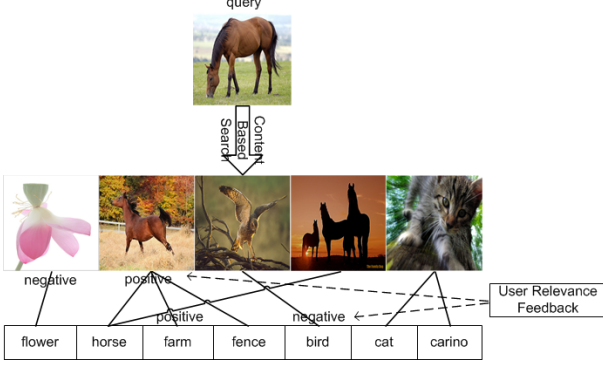 query
Content
Based
Search
negative
positive
User Relevance
Feedback
positive
negative
flower
horse
farm
fence
bird
cat
carino